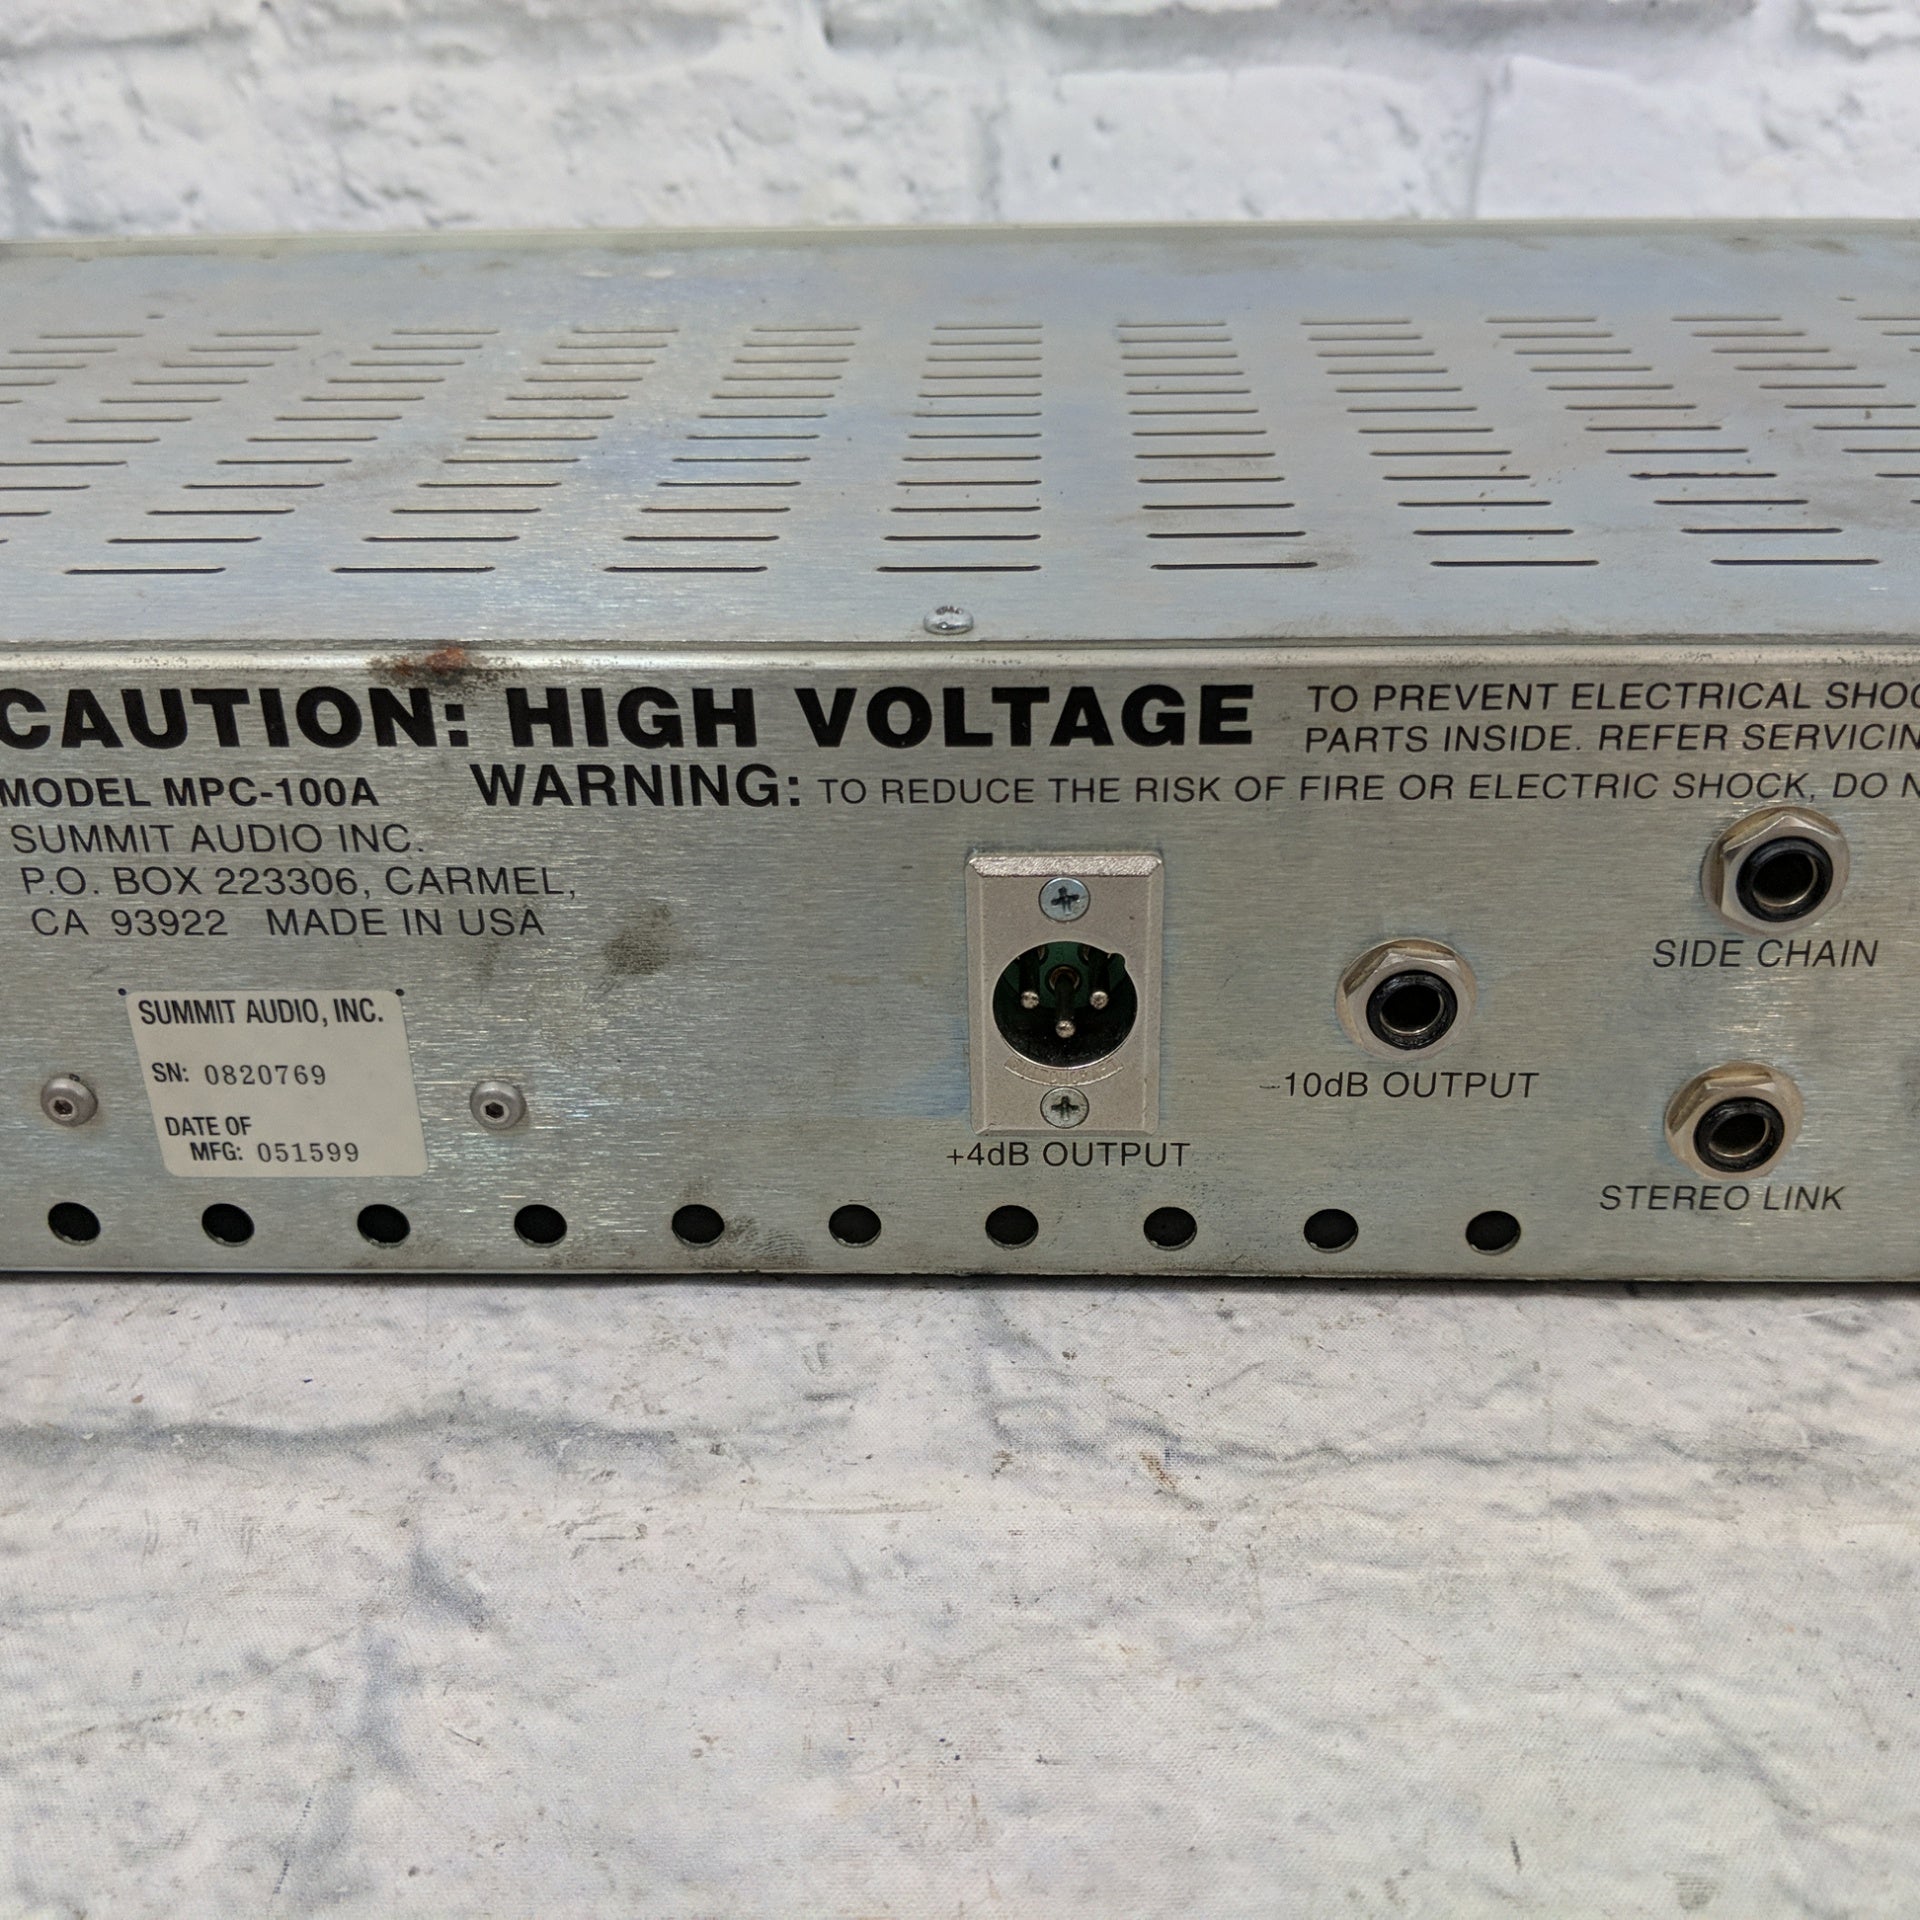 CAUTION: HIGH VOLTAGE
TO PREVENT ELECTRICAL SHOC
PARTS INSIDE. REFER SERVICIN
MODEL MPC-100A
WARNING: TO REDUCE THE RISK OF FIRE OR ELECTRIC SHOCK, DO N
SUMMIT AUDIO INC.
P.O. BOX 223306, CARMEL,
CA 93922 MADE IN USA
SUMMIT AUDIO, INC.
SN: 0820769
DATE OF
MFG: 051599
+4dB OUTPUT
-10dB OUTPUT
SIDE CHAIN
STEREO LINK